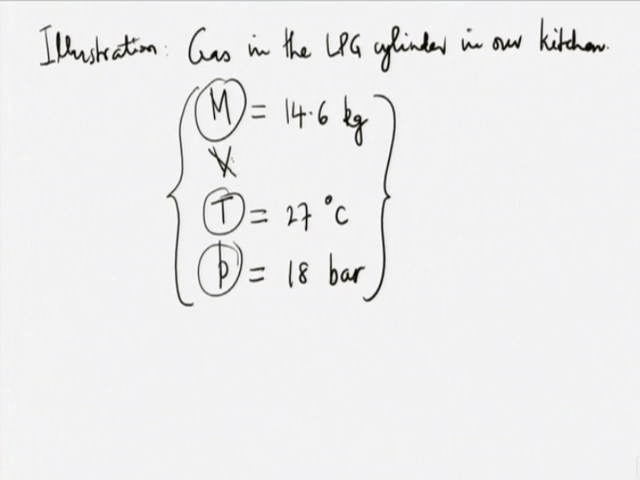 Illustration: Gas in the LPG cylinder in our kitchen.
M = 14.6 kg
V
T = 27 °C
p = 18 bar